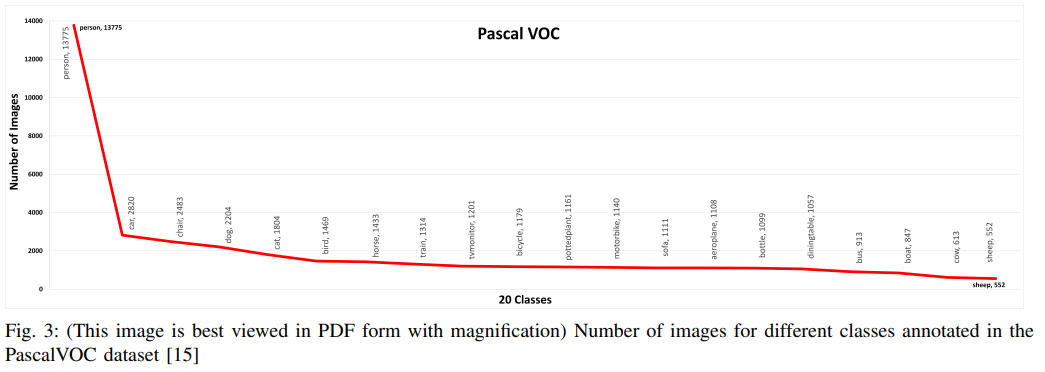 Pascal VOC
Number of Images
14000
12000
10000
8000
6000
4000
2000
0
person, 13775
person, 13775
car, 2820
chair, 2483
dog, 2204
cat, 1804
bird, 1469
horse, 1433
train, 1314
tvmonitor, 1201
bicycle, 1179
pottedplant, 1161
motorbike, 1140
sofa, 1111
aeroplane, 1108
bottle, 1099
diningtable, 1057
bus, 913
boat, 847
cow, 613
sheep, 552
sheep, 552
20 Classes
Fig. 3: (This image is best viewed in PDF form with magnification) Number of images for different classes annotated in the
PascalVOC dataset [15]